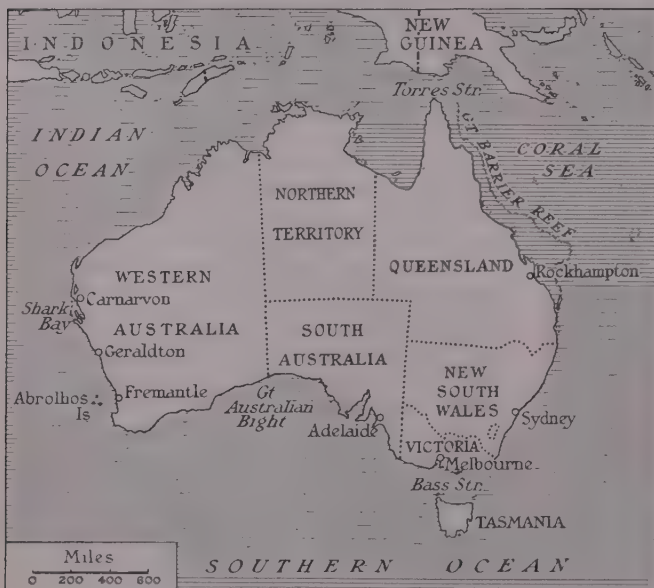 INDONESIA
NEW
GUINEA
Torres Str.
INDIAN
OCEAN
GT BARRIER REEF
CORAL
SEA
NORTHERN
TERRITORY
QUEENSLAND
Rockhampton
WESTERN
AUSTRALIA
Carnarvon
Shark
Bay
Geraldton
SOUTH
AUSTRALIA
Abrolhos
Is
Fremantle
Gt
Australian
Bight
Adelaide
NEW
SOUTH
WALES
Sydney
VICTORIA
Melbourne
Bass Str.
TASMANIA
Miles
0 200 400 600
SOUTHERN OCEAN